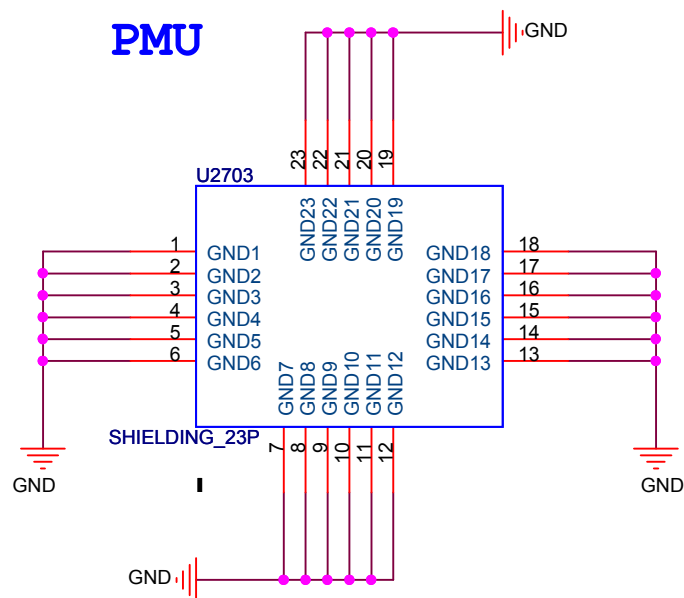 PMU
GND
23 22 21 20 19
U2703
GND23 GND22 GND21 GND20 GND19
1 GND1 GND18 18
2 GND2 GND17 17
3 GND3 GND16 16
4 GND4 GND15 15
5 GND5 GND14 14
6 GND6 GND13 13
GND7 GND8 GND9 GND10 GND11 GND12
SHIELDING_23P
7 8 9 10 11 12
GND
GND
GND